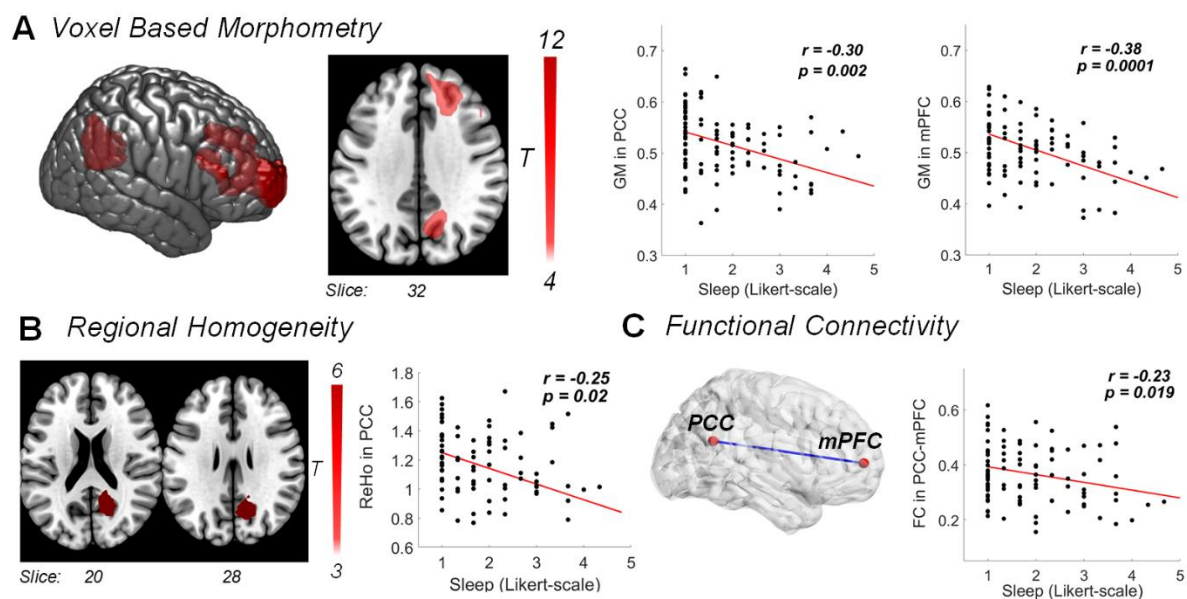 A Voxel Based Morphometry
12
T
4
Slice: 32
0.7
0.6
0.5
0.4
0.3
GM in PCC
r = -0.30
p = 0.002
1 2 3 4 5
Sleep (Likert-scale)
0.7
0.6
0.5
0.4
0.3
GM in mPFC
r = -0.38
p = 0.0001
1 2 3 4 5
Sleep (Likert-scale)
B Regional Homogeneity
6
T
3
Slice: 20 28
1.8
1.6
1.4
1.2
1
0.8
0.6
ReHo in PCC
r = -0.25
p = 0.02
1 2 3 4 5
Sleep (Likert-scale)
C Functional Connectivity
PCC
mPFC
0.6
0.4
0.2
FC in PCC-mPFC
r = -0.23
p = 0.019
1 2 3 4 5
Sleep (Likert-scale)